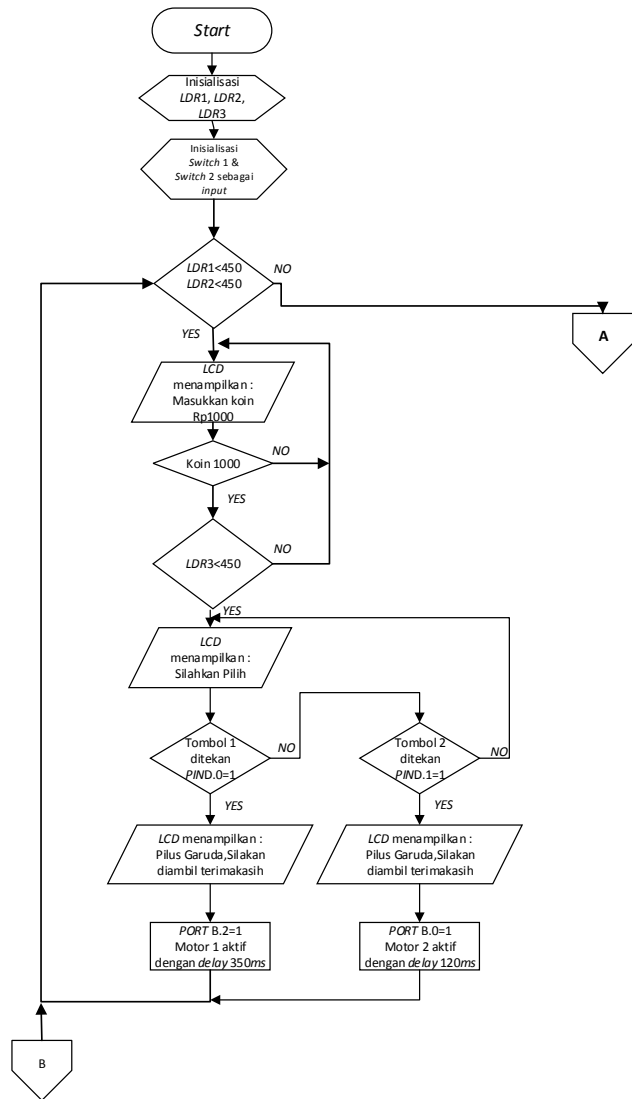 Start
Inisialisasi
LDR1, LDR2,
LDR3
Inisialisasi
Switch 1 &
Switch 2 sebagai
input
LDR1<450
LDR2<450
NO
A
YES
LCD
menampilkan :
Masukkan koin
Rp1000
Koin 1000
NO
YES
LDR3<450
NO
YES
LCD
menampilkan :
Silahkan Pilih
Tombol 1
ditekan
PIND.0=1
NO
Tombol 2
ditekan
PIND.1=1
NO
YES
YES
LCD menampilkan :
Pilus Garuda,Silakan
diambil terimakasih
LCD menampilkan :
Pilus Garuda,Silakan
diambil terimakasih
PORT B.2=1
Motor 1 aktif
dengan delay 350ms
PORT B.0=1
Motor 2 aktif
dengan delay 120ms
B